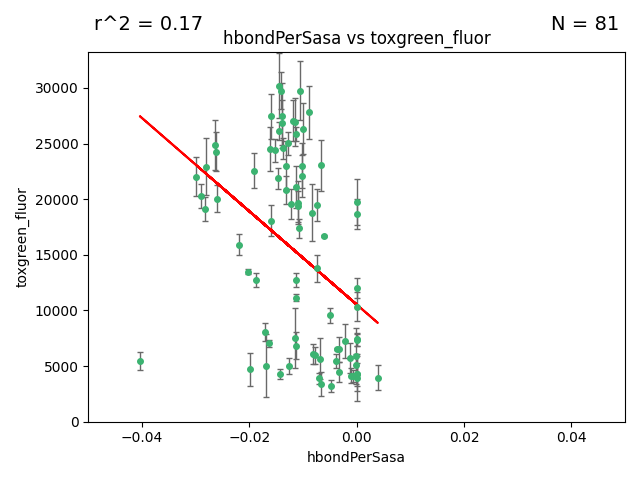 r^2 = 0.17
N = 81
hbondPerSasa vs toxgreen_fluor
toxgreen_fluor
30000
25000
20000
15000
10000
5000
0
−0.04
−0.02
0.00
0.02
0.04
hbondPerSasa